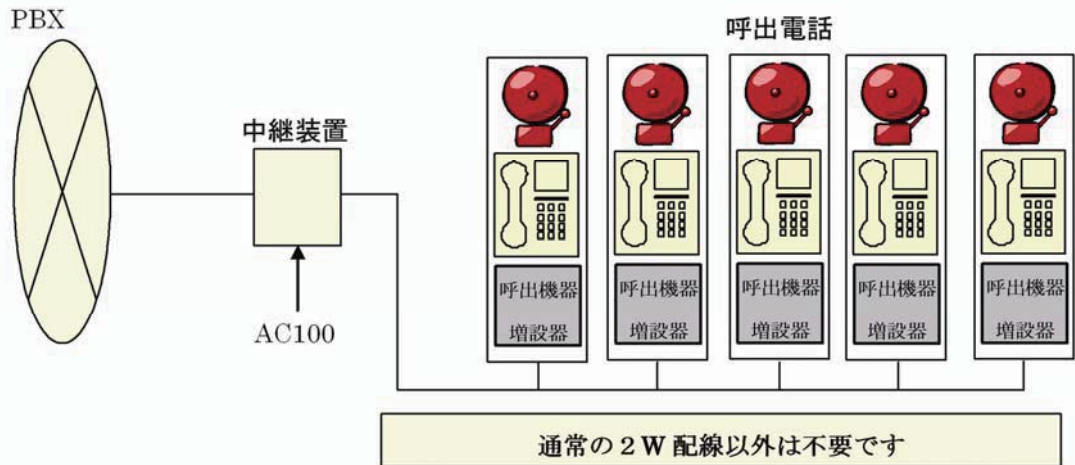 PBX
呼出電話
中継装置
AC100
呼出機器
増設器
呼出機器
増設器
呼出機器
増設器
呼出機器
増設器
呼出機器
増設器
通常の2W配線以外は不要です